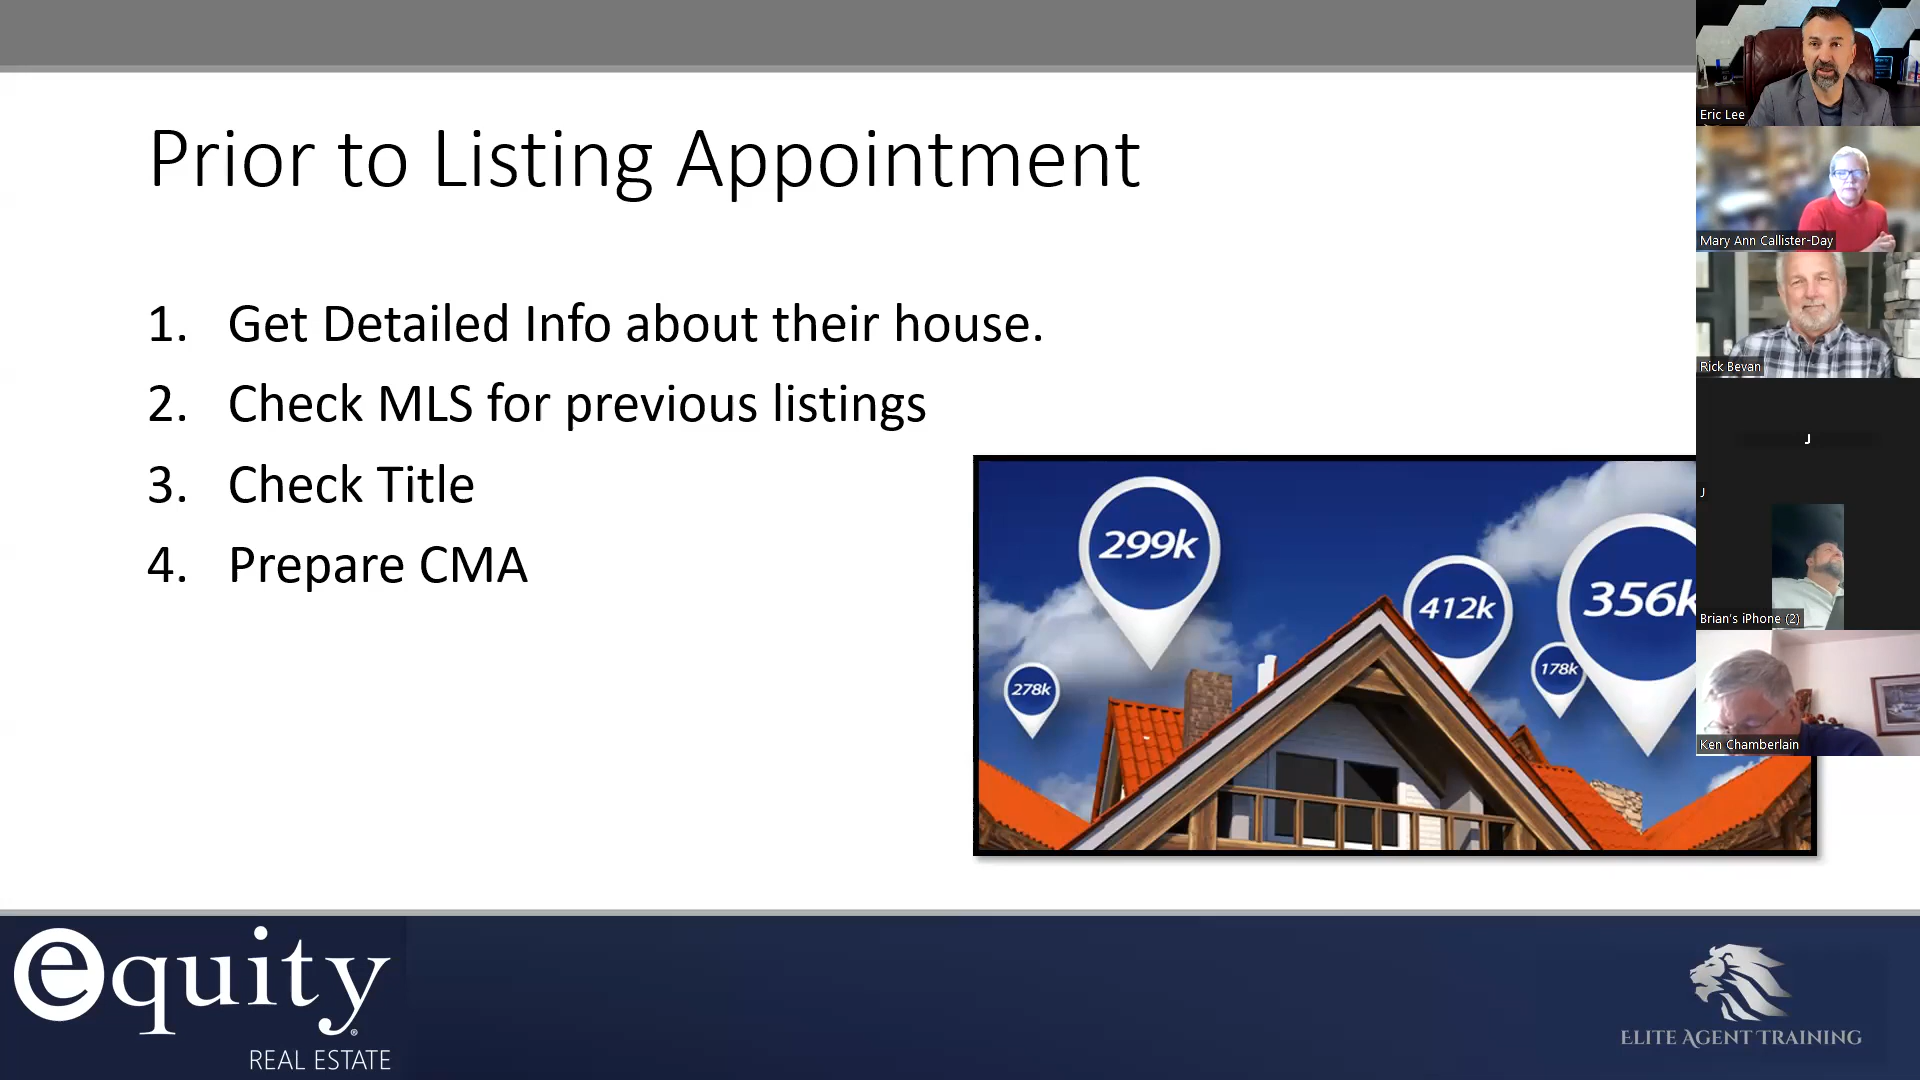 Prior to Listing Appointment
1. Get Detailed Info about their house.
2. Check MLS for previous listings
3. Check Title
4. Prepare CMA
299k
412k
356k
178k
278k
Eric Lee
Mary Ann Callister-Day
Rick Bevan
J
J
Brian's iPhone (2)
Ken Chamberlain
equity®
REAL ESTATE
ELITE AGENT TRAINING